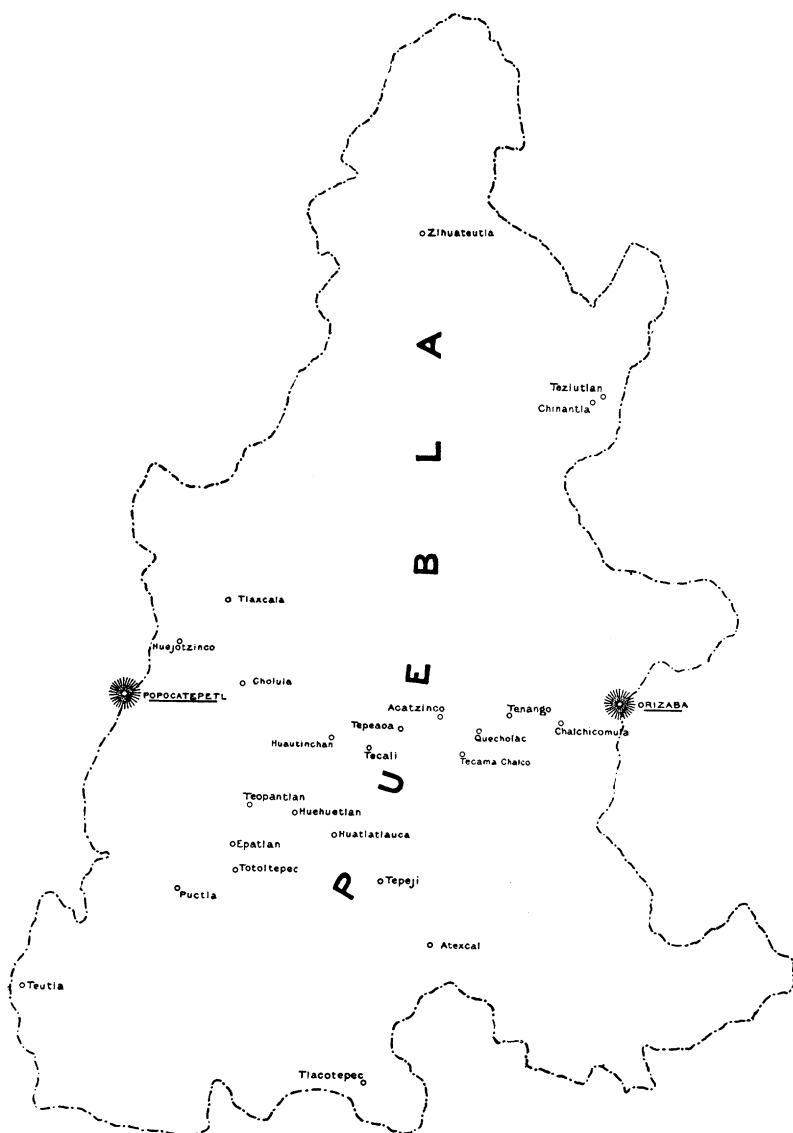 Zihuateutla
Teziutlan
Chinantla
PUEBLA
Tlaxcala
Huejotzinco
Cholula
POPOCATEPETL
ORIZABA
Acatzinco
Tenango
Tepeaca
Quecholac
Chalchicomula
Huautinchan
Tecali
Tecama Chalco
Teopantlan
Huehuetlan
Huatlatlauca
Epatlan
Totoltepec
Tepeji
Puctla
Atexcal
Teutla
Tlacotepec